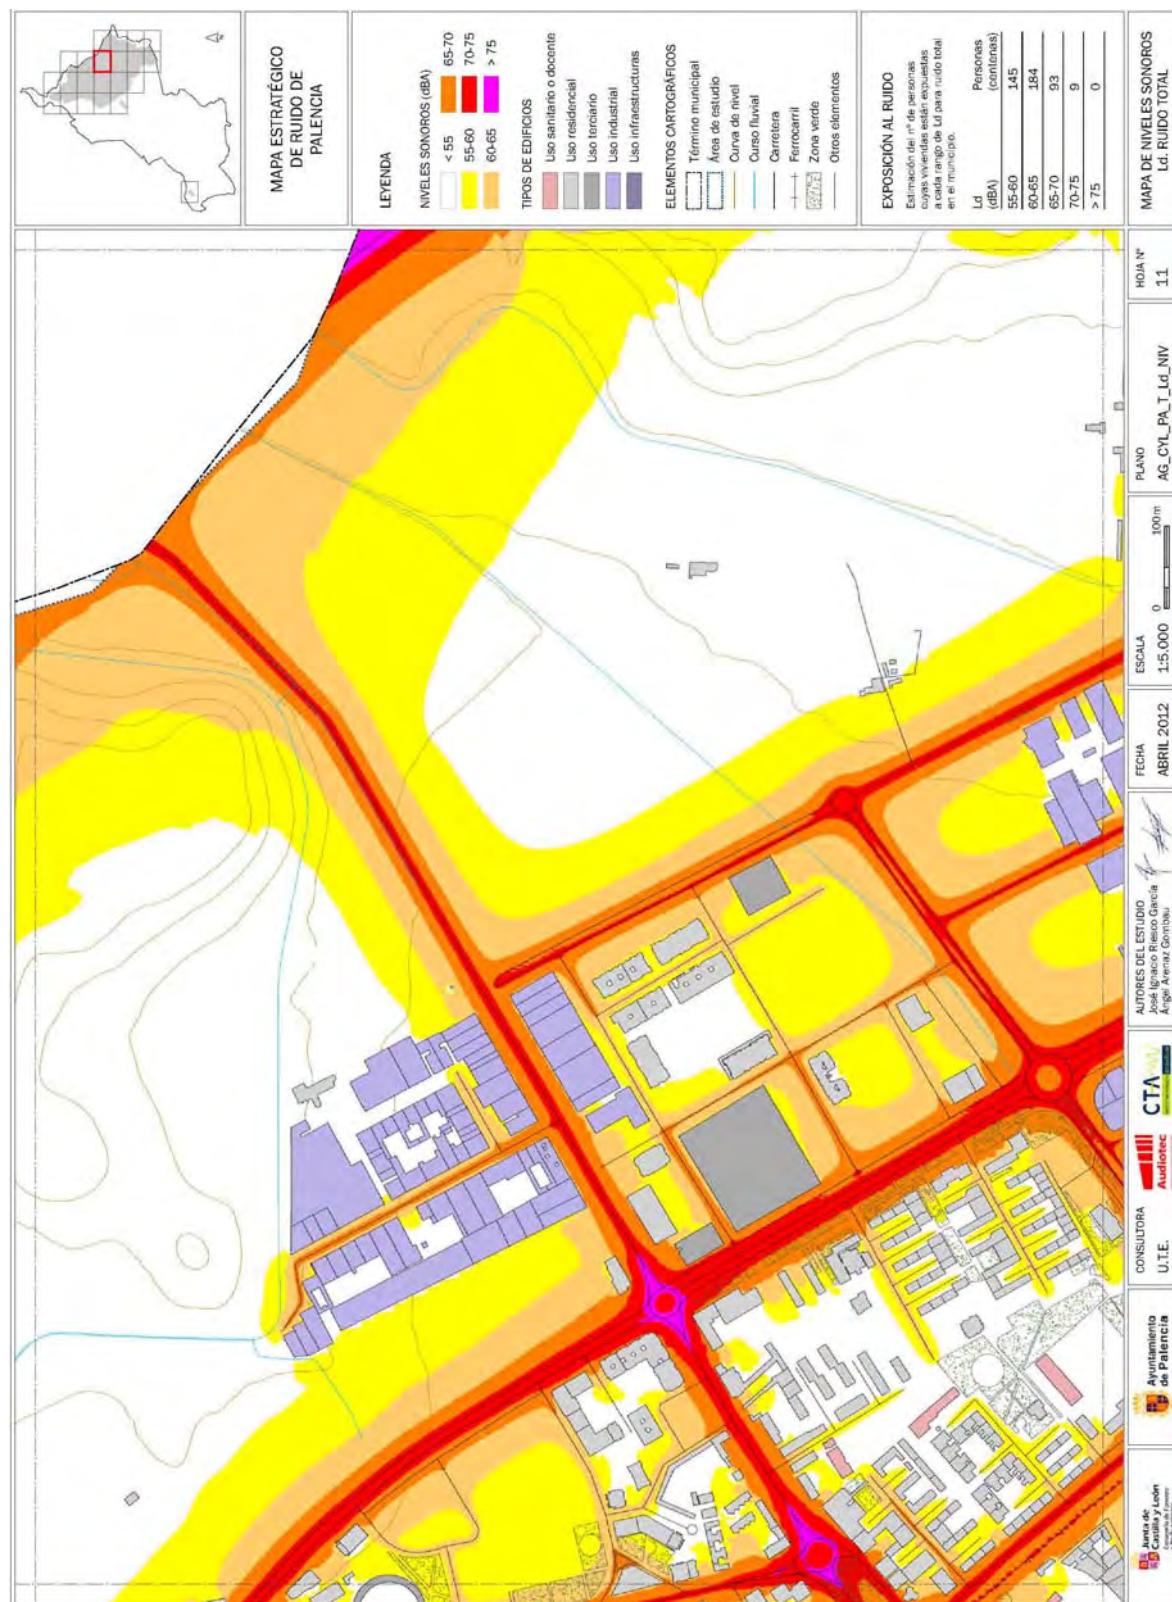 MAPA ESTRATÉGICO
DE RUIDO DE
PALENCIA
LEYENDA
NIVELES SONOROS (dBA)
< 55
65-70
55-60
70-75
60-65
> 75
TIPOS DE EDIFICIOS
Uso sanitario o docente
Uso residencial
Uso terciario
Uso industrial
Uso infraestructuras
ELEMENTOS CARTOGRÁFICOS
Término municipal
Área de estudio
Curva de nivel
Curso fluvial
Carretera
Ferrocarril
Zona verde
Otros elementos
EXPOSICIÓN AL RUIDO
Estimación del nº de personas
cuyas viviendas están expuestas
a cada rango de Ld para ruido total
en el municipio.
Ld Personas
(dBA) (centenas)
55-60 145
60-65 184
65-70 93
70-75 9
> 75 0
MAPA DE NIVELES SONOROS
Ld. RUIDO TOTAL
Junta de
Castilla y León
Ayuntamiento
de Palencia
CONSULTORA
U.T.E.
Audiotec
CTA
AUTORES DEL ESTUDIO
José Ignacio Riesco García
Ángel Arenaz Gombau
FECHA
ABRIL 2012
ESCALA
1:5.000
0 100m
PLANO
AG_CYL_PA_T_Ld_NIV
HOJA Nº
11